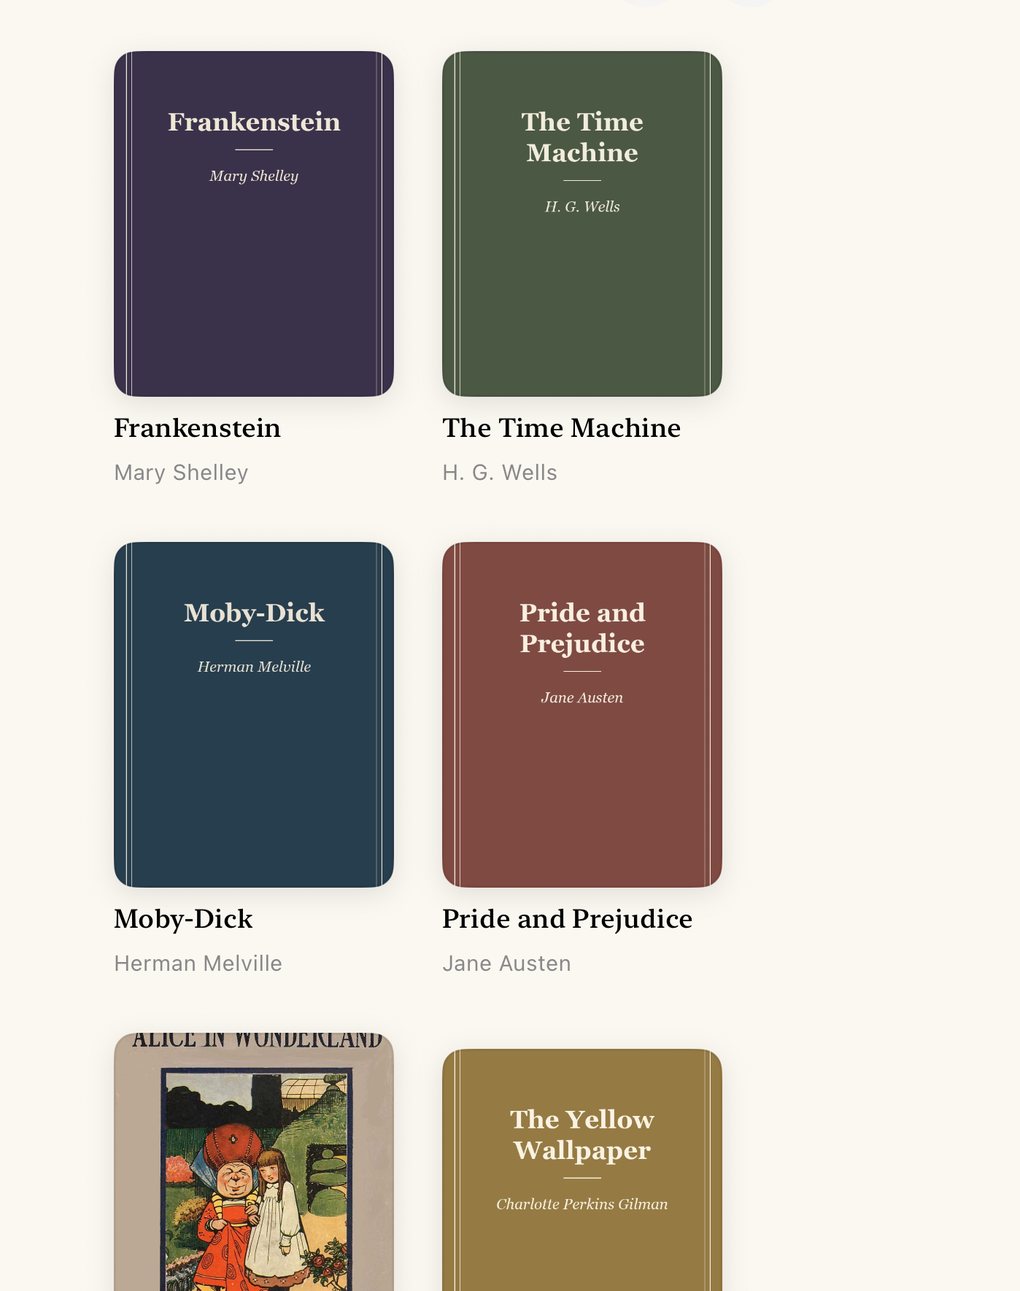 Frankenstein
Mary Shelley
The Time
Machine
H. G. Wells
Frankenstein
Mary Shelley
The Time Machine
H. G. Wells
Moby-Dick
Herman Melville
Pride and
Prejudice
Jane Austen
Moby-Dick
Herman Melville
Pride and Prejudice
Jane Austen
ALICE IN WONDERLAND
The Yellow
Wallpaper
Charlotte Perkins Gilman